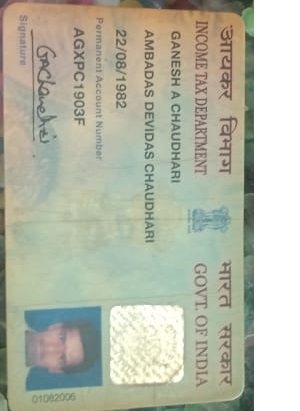 आयकर विभाग
INCOME TAX DEPARTMENT
भारत सरकार
GOVT. OF INDIA
GANESH A CHAUDHARI
AMBADAS DEVIDAS CHAUDHARI
22/08/1982
Permanent Account Number
AGXPC1903F
Signature
01082006